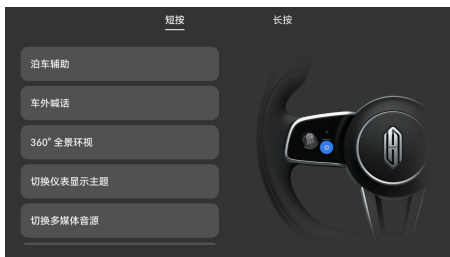 短按
长按
泊车辅助
车外喊话
360° 全景环视
切换仪表显示主题
切换多媒体音源